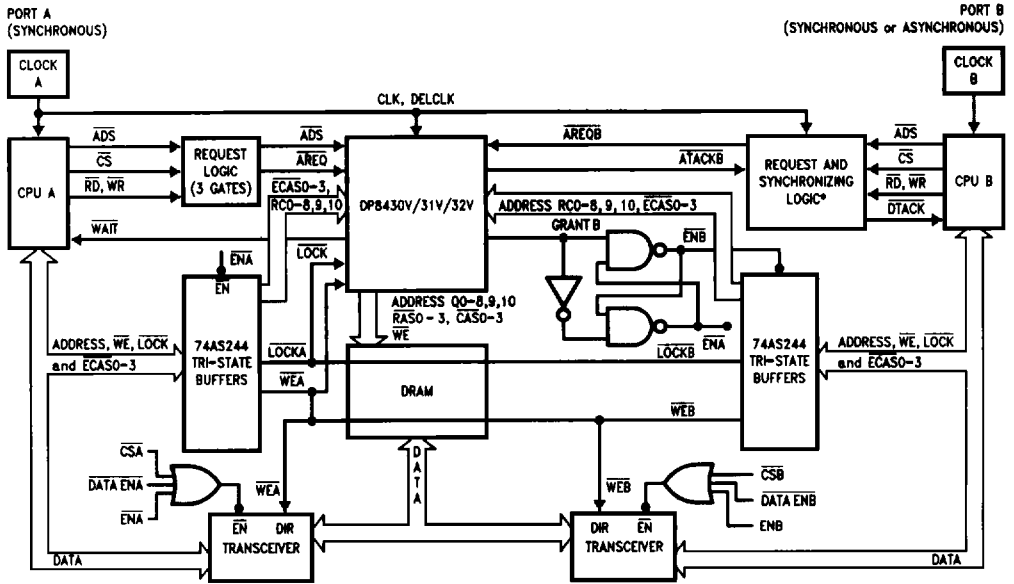 PORT A
(SYNCHRONOUS)
PORT B
(SYNCHRONOUS or ASYNCHRONOUS)
CLOCK
A
CLOCK
B
CLK, DELCLK
CPU A
ADS
CS
RD, WR
WAIT
REQUEST
LOGIC
(3 GATES)
ADS
AREQ
ECAS0-3,
RC0-8,9,10
LOCK
DP8430V/31V/32V
AREQB
ATACKB
ADDRESS RC0-8, 9, 10, ECAS0-3
GRANT B
REQUEST AND
SYNCHRONIZING
LOGIC*
ADS
CS
RD, WR
DTACK
CPU B
ENA
EN
74AS244
TRI-STATE
BUFFERS
ADDRESS, WE, LOCK
and ECAS0-3
ADDRESS Q0-8,9,10
RAS0-3, CAS0-3
WE
ENB
ENA
LOCKA
LOCKB
WEA
WEB
DRAM
74AS244
TRI-STATE
BUFFERS
ADDRESS, WE, LOCK
and ECAS0-3
CSA
DATA ENA
ENA
WEA
EN DIR
TRANSCEIVER
DATA
DATA
WEB
DIR EN
TRANSCEIVER
CSB
DATA ENB
ENB
DATA